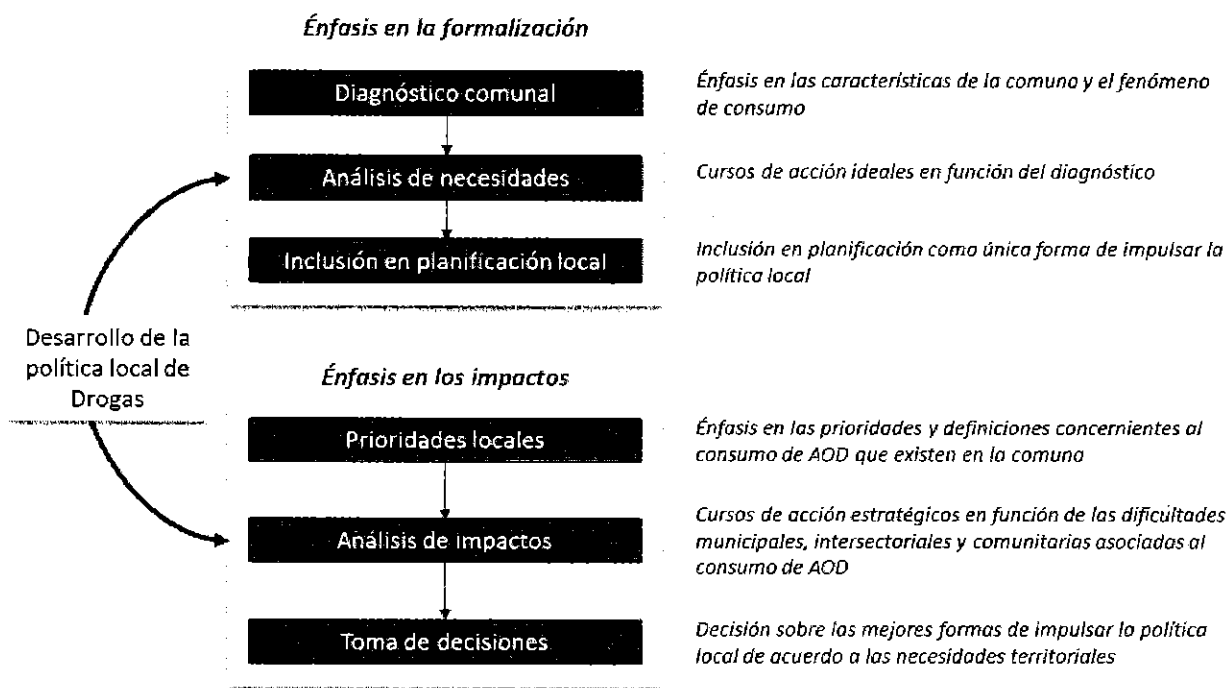 Énfasis en la formalización
Diagnóstico comunal
Énfasis en las características de la comuna y el fenómeno
de consumo
Análisis de necesidades
Cursos de acción ideales en función del diagnóstico
Inclusión en planificación local
Inclusión en planificación como única forma de impulsar la
política local
Desarrollo de la
política local de
Drogas
Énfasis en los impactos
Prioridades locales
Énfasis en las prioridades y definiciones concernientes al
consumo de AOD que existen en la comuna
Análisis de impactos
Cursos de acción estratégicos en función de las dificultades
municipales, intersectoriales y comunitarias asociadas al
consumo de AOD
Toma de decisiones
Decisión sobre las mejores formas de impulsar la política
local de acuerdo a las necesidades territoriales